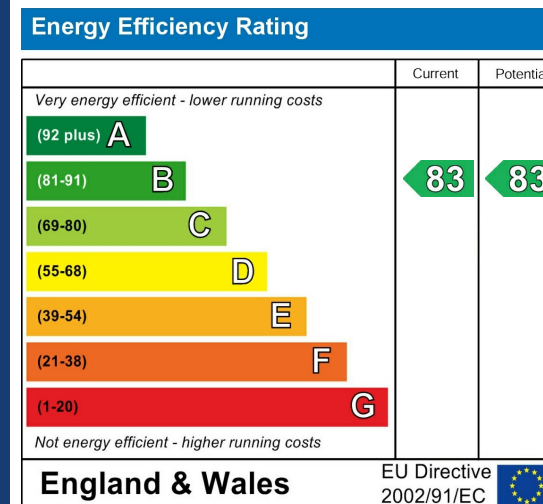 Energy Efficiency Rating
Current Potentia
Very energy efficient - lower running costs
(92 plus) A
(81-91) B 83 83
(69-80) C
(55-68) D
(39-54) E
(21-38) F
(1-20) G
Not energy efficient - higher running costs
England & Wales
EU Directive
2002/91/EC